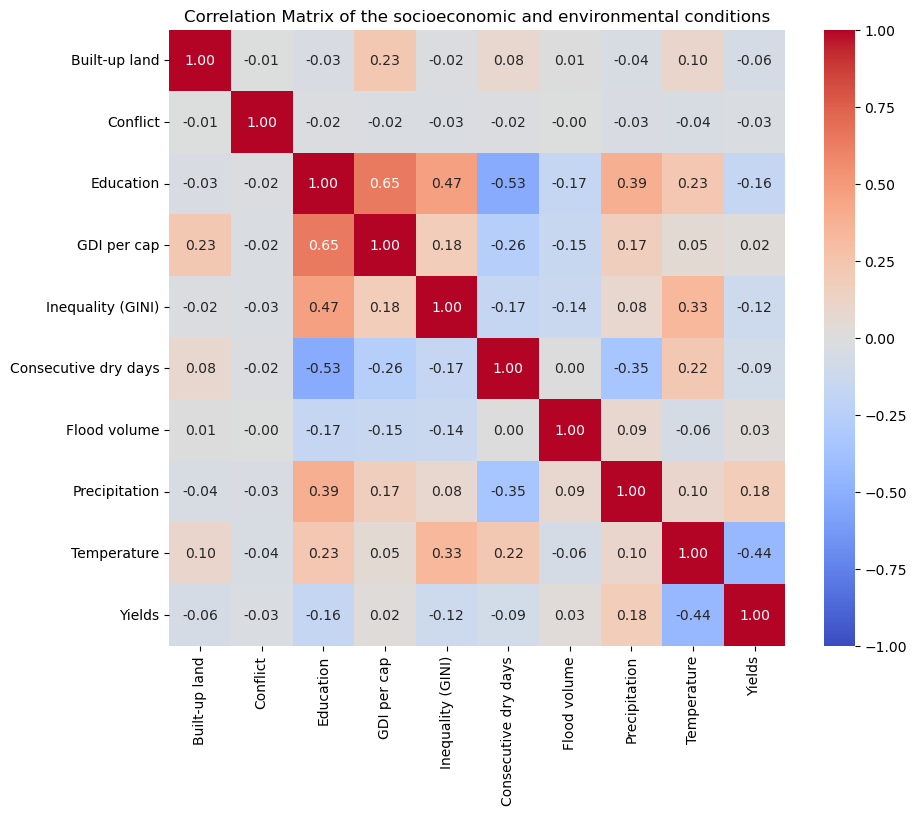 Correlation Matrix of the socioeconomic and environmental conditions
Built-up land 1.00 -0.01 -0.03 0.23 -0.02 0.08 0.01 -0.04 0.10 -0.06
Conflict -0.01 1.00 -0.02 -0.02 -0.03 -0.02 -0.00 -0.03 -0.04 -0.03
Education -0.03 -0.02 1.00 0.65 0.47 -0.53 -0.17 0.39 0.23 -0.16
GDI per cap 0.23 -0.02 0.65 1.00 0.18 -0.26 -0.15 0.17 0.05 0.02
Inequality (GINI) -0.02 -0.03 0.47 0.18 1.00 -0.17 -0.14 0.08 0.33 -0.12
Consecutive dry days 0.08 -0.02 -0.53 -0.26 -0.17 1.00 0.00 -0.35 0.22 -0.09
Flood volume 0.01 -0.00 -0.17 -0.15 -0.14 0.00 1.00 0.09 -0.06 0.03
Precipitation -0.04 -0.03 0.39 0.17 0.08 -0.35 0.09 1.00 0.10 0.18
Temperature 0.10 -0.04 0.23 0.05 0.33 0.22 -0.06 0.10 1.00 -0.44
Yields -0.06 -0.03 -0.16 0.02 -0.12 -0.09 0.03 0.18 -0.44 1.00
Built-up land
Conflict
Education
GDI per cap
Inequality (GINI)
Consecutive dry days
Flood volume
Precipitation
Temperature
Yields
1.00
0.75
0.50
0.25
0.00
−0.25
−0.50
−0.75
−1.00